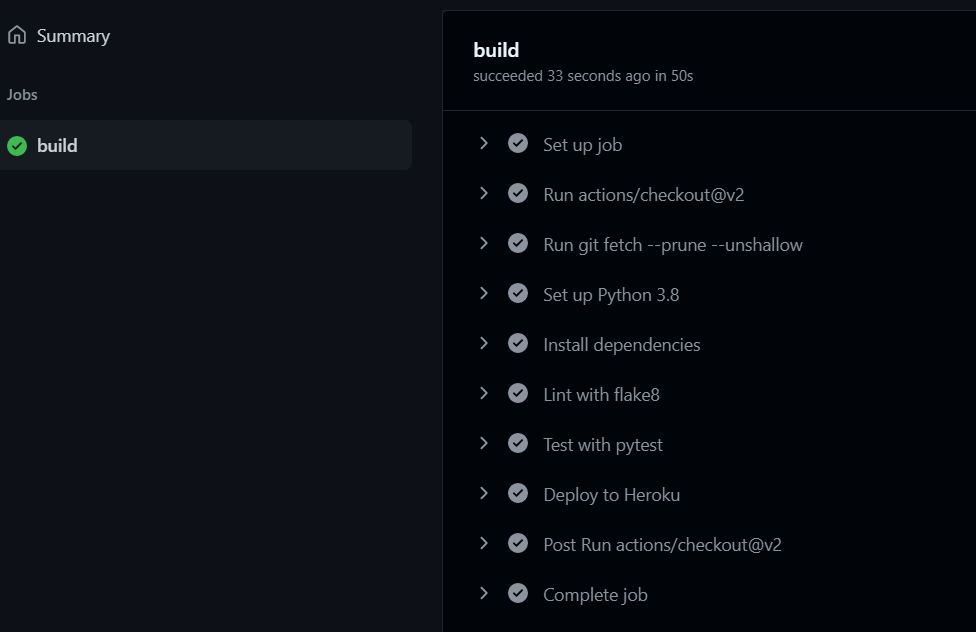 Summary
Jobs
build
build
succeeded 33 seconds ago in 50s
Set up job
Run actions/checkout@v2
Run git fetch --prune --unshallow
Set up Python 3.8
Install dependencies
Lint with flake8
Test with pytest
Deploy to Heroku
Post Run actions/checkout@v2
Complete job